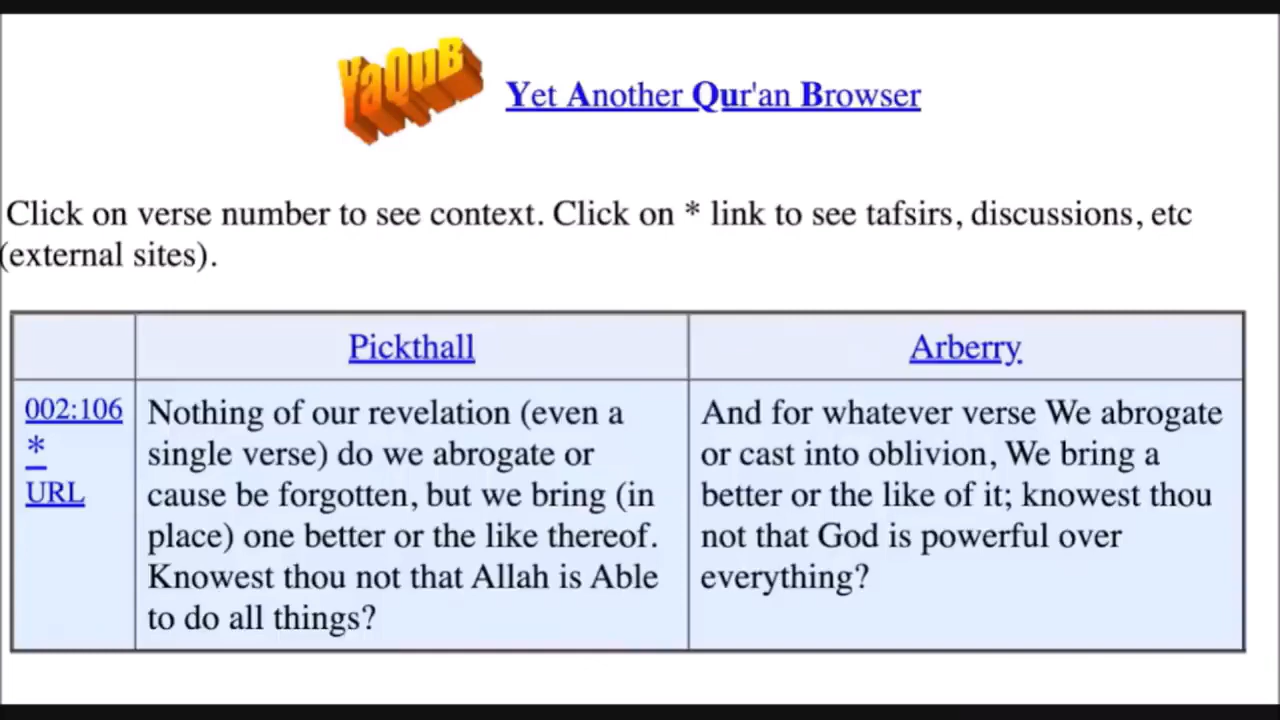 YaQuB
Yet Another Qur'an Browser
Click on verse number to see context. Click on * link to see tafsirs, discussions, etc
(external sites).
Pickthall
Arberry
002:106
*
URL
Nothing of our revelation (even a
single verse) do we abrogate or
cause be forgotten, but we bring (in
place) one better or the like thereof.
Knowest thou not that Allah is Able
to do all things?
And for whatever verse We abrogate
or cast into oblivion, We bring a
better or the like of it; knowest thou
not that God is powerful over
everything?